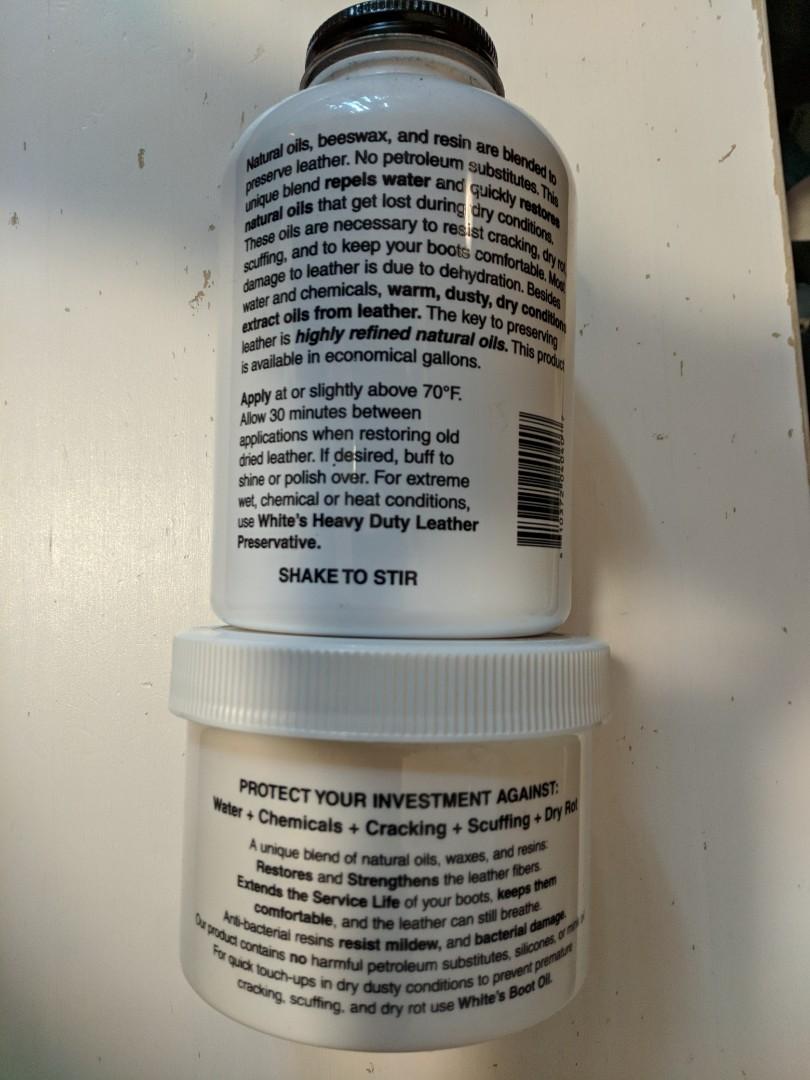 Natural oils, beeswax, and resin are blended to
preserve leather. No petroleum substitutes. This
unique blend repels water and quickly restores
natural oils that get lost during dry conditions.
These oils are necessary to resist cracking, dry rot,
scuffing, and to keep your boots comfortable. Most
damage to leather is due to dehydration. Besides
water and chemicals, warm, dusty, dry conditions
extract oils from leather. The key to preserving
leather is highly refined natural oils. This product
is available in economical gallons.
Apply at or slightly above 70°F.
Allow 30 minutes between
applications when restoring old
dried leather. If desired, buff to
shine or polish over. For extreme
wet, chemical or heat conditions,
use White's Heavy Duty Leather
Preservative.
SHAKE TO STIR
PROTECT YOUR INVESTMENT AGAINST:
Water + Chemicals + Cracking + Scuffing + Dry Rot
A unique blend of natural oils, waxes, and resins:
Restores and Strengthens the leather fibers.
Extends the Service Life of your boots, keeps them
comfortable, and the leather can still breathe.
Anti-bacterial resins resist mildew, and bacterial damage.
Our product contains no harmful petroleum substitutes, silicones, or
For quick touch-ups in dry dusty conditions to prevent premature
cracking, scuffing, and dry rot use White's Boot Oil.